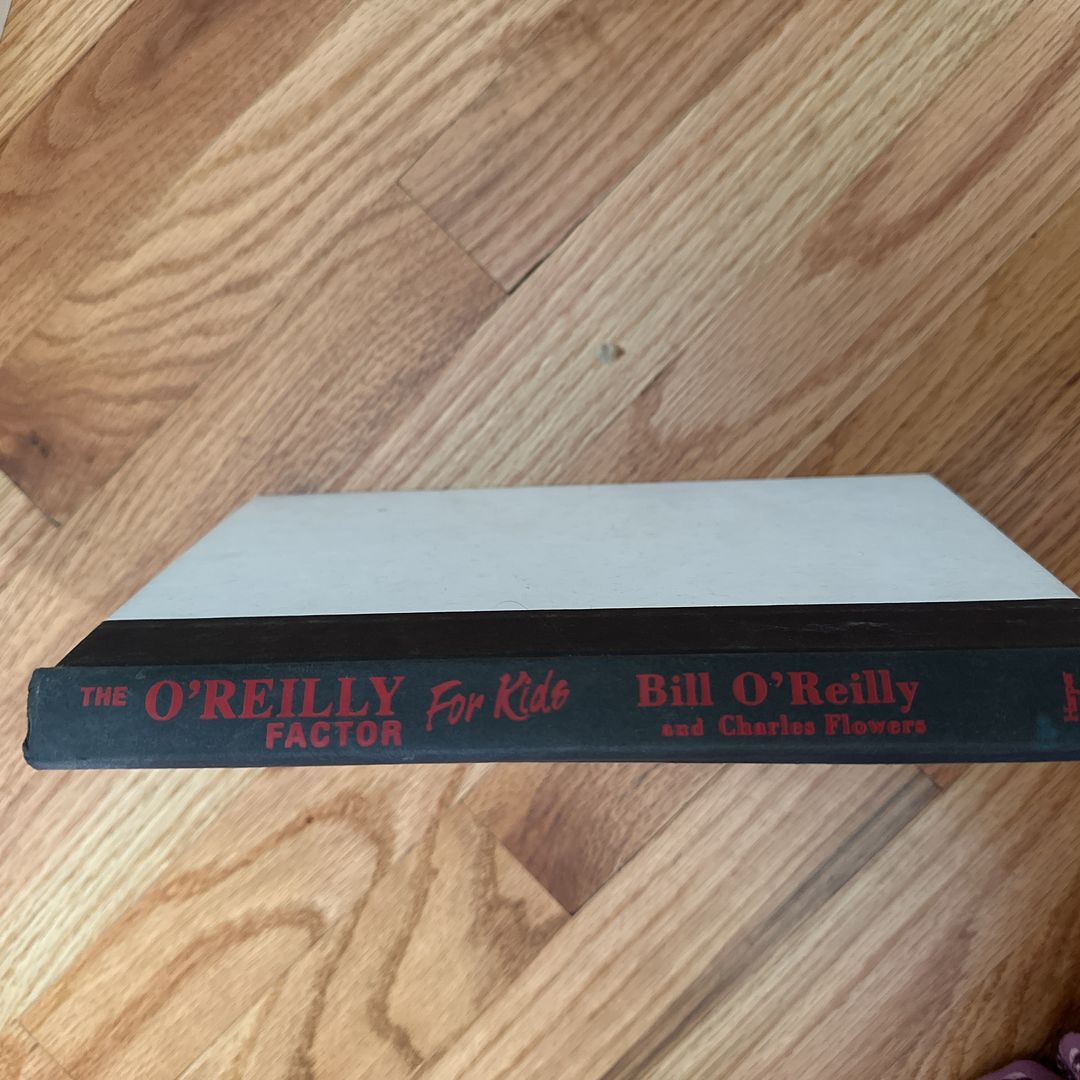 THE O'REILLY
FACTOR
For Kids
Bill O'Reilly
and Charles Flowers